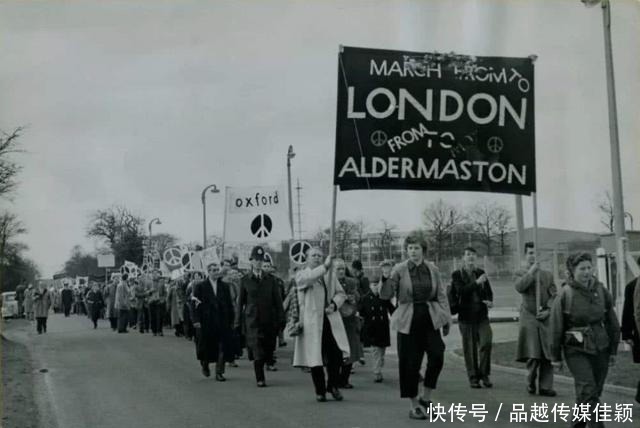 MARCH FROM TO
LONDON
FROM TO
ALDERMASTON
oxford
快传号 / 品越传媒佳颖